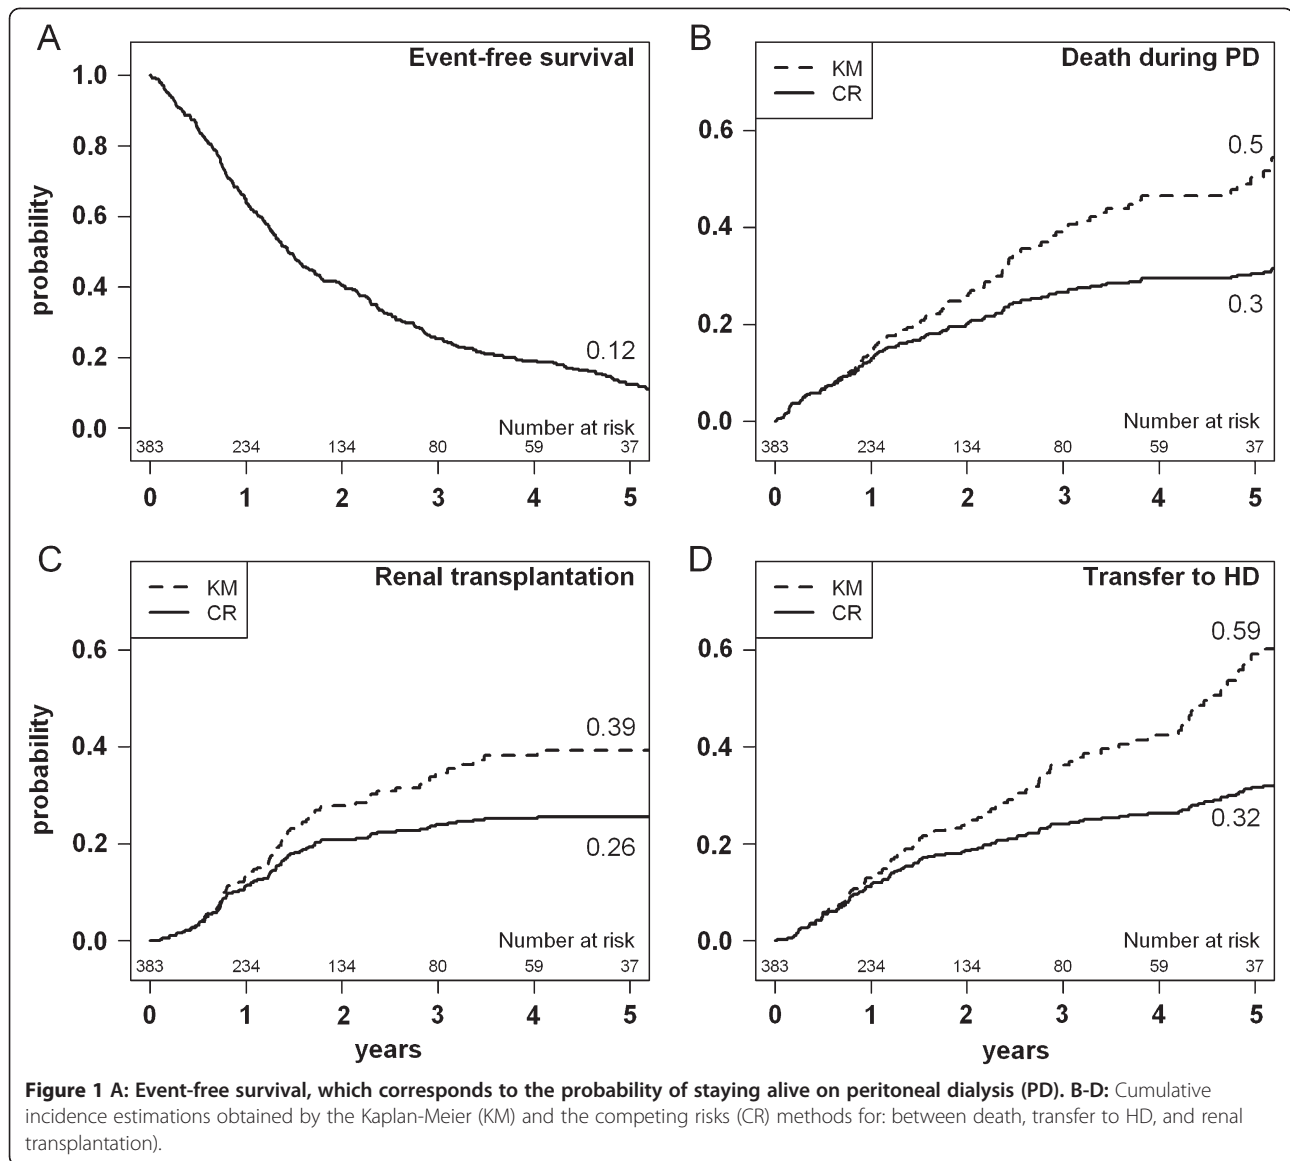 A
Event-free survival
1.0
0.8
0.6
0.4
0.2
0.0
probability
0.12
Number at risk
383 234 134 80 59 37
0 1 2 3 4 5
B
Death during PD
KM
CR
0.6
0.4
0.2
0.0
0.5
0.3
Number at risk
383 234 134 80 59 37
0 1 2 3 4 5
C
Renal transplantation
KM
CR
0.6
0.4
0.2
0.0
probability
0.39
0.26
Number at risk
383 234 134 80 59 37
0 1 2 3 4 5
years
D
Transfer to HD
KM
CR
0.6
0.4
0.2
0.0
0.59
0.32
Number at risk
383 234 134 80 59 37
0 1 2 3 4 5
years
Figure 1 A: Event-free survival, which corresponds to the probability of staying alive on peritoneal dialysis (PD). B-D: Cumulative
incidence estimations obtained by the Kaplan-Meier (KM) and the competing risks (CR) methods for: between death, transfer to HD, and renal
transplantation).